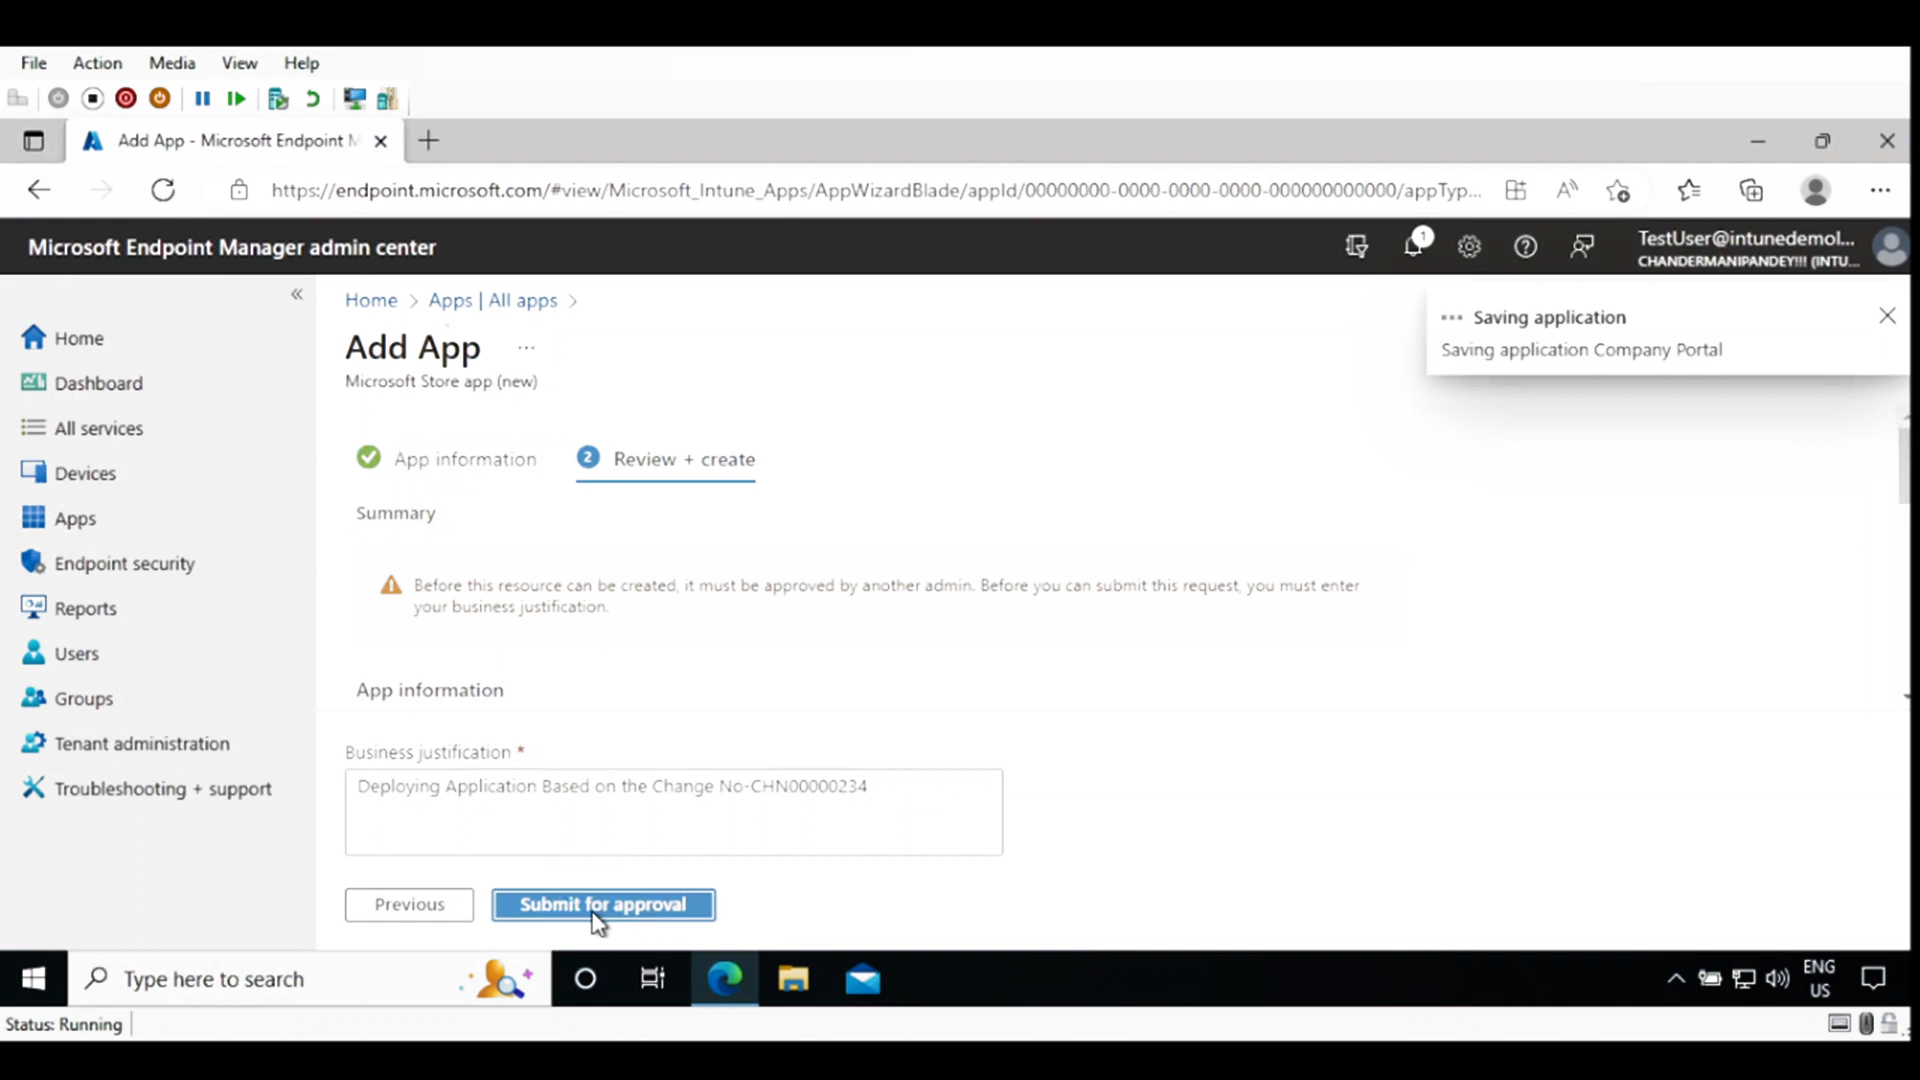 File Action Media View Help
Add App - Microsoft Endpoint M
https://endpoint.microsoft.com/#view/Microsoft_Intune_Apps/AppWizardBlade/appId/00000000-0000-0000-0000-000000000000/appTyp...
Microsoft Endpoint Manager admin center
1
TestUser@intunedemol...
CHANDERMANIPANDEY!!! (INTU...
Home > Apps | All apps >
Saving application
Saving application Company Portal
Home
Dashboard
All services
Devices
Apps
Endpoint security
Reports
Users
Groups
Tenant administration
Troubleshooting + support
Add App ...
Microsoft Store app (new)
App information
2 Review + create
Summary
Before this resource can be created, it must be approved by another admin. Before you can submit this request, you must enter
your business justification.
App information
Business justification *
Deploying Application Based on the Change No-CHN00000234
Previous
Submit for approval
Type here to search
ENG
US
Status: Running